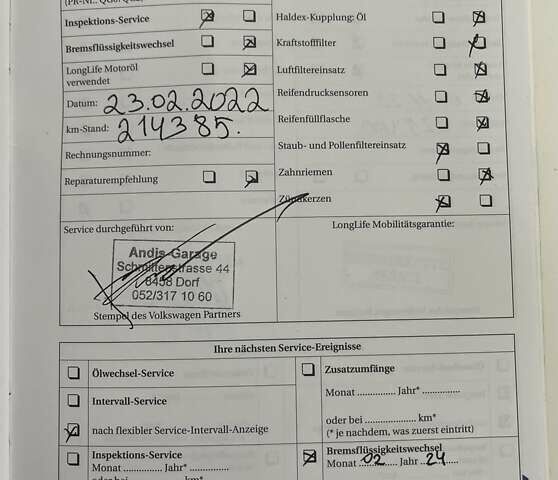 Inspektions-Service
Bremsflüssigkeitswechsel
LongLife Motoröl
verwendet
Datum: 23.02.2022
km-Stand: 214385.
Rechnungsnummer:
Reparaturempfehlung
Haldex-Kupplung: Öl
Kraftstofffilter
Luftfiltereinsatz
Reifendrucksensoren
Reifenfüllflasche
Staub- und Pollenfiltereinsatz
Zahnriemen
Zündkerzen
Service durchgeführt von:
Andis-Garage
Schmittenstrasse 44
8458 Dorf
052/317 10 60
Stempel des Volkswagen Partners
LongLife Mobilitätsgarantie:
Ihre nächsten Service-Ereignisse
Ölwechsel-Service
Intervall-Service
nach flexibler Service-Intervall-Anzeige
Inspektions-Service
Monat .............. Jahr* ..............
Zusatzumfänge
Monat .............. Jahr* ..............
oder bei .................. km*
(* je nachdem, was zuerst eintritt)
Bremsflüssigkeitswechsel
Monat 02 Jahr 24